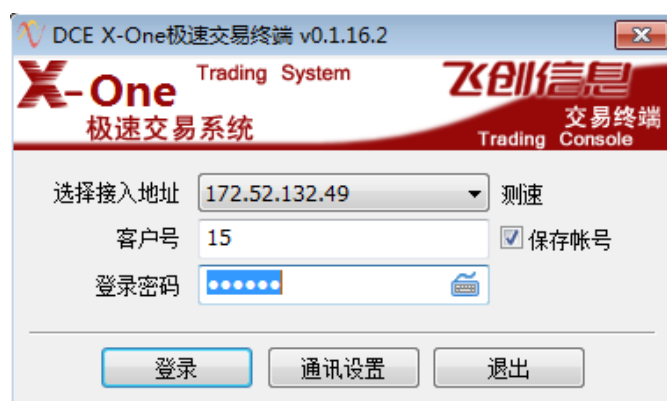 DCE X-One极速交易终端 v0.1.16.2
X-One Trading System
极速交易系统
飞创信息
交易终端
Trading Console
选择接入地址 172.52.132.49 测速
客户号 15 保存帐号
登录密码 ●●●●●●
登录 通讯设置 退出